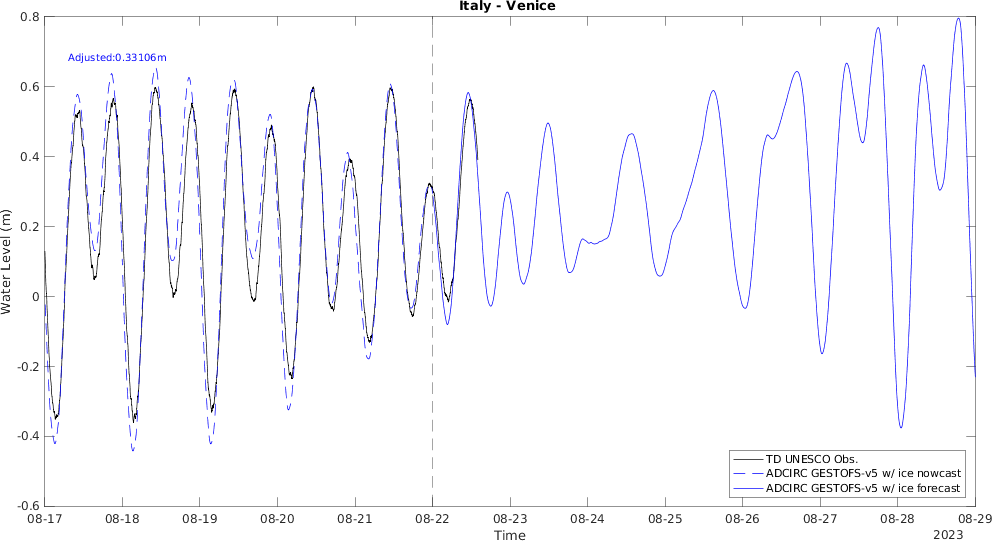 Italy - Venice
Adjusted:0.33106m
Water Level (m)
0.8
0.6
0.4
0.2
0
-0.2
-0.4
-0.6
TD UNESCO Obs.
ADCIRC GESTOFS-v5 w/ ice nowcast
ADCIRC GESTOFS-v5 w/ ice forecast
08-17 08-18 08-19 08-20 08-21 08-22 08-23 08-24 08-25 08-26 08-27 08-28 08-29
Time
2023